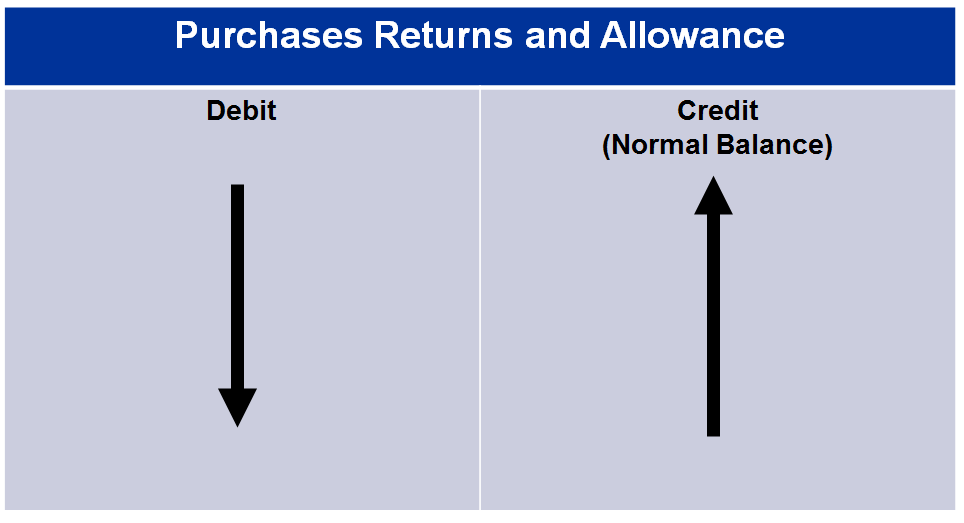 Purchases Returns and Allowance
Debit
Credit
(Normal Balance)